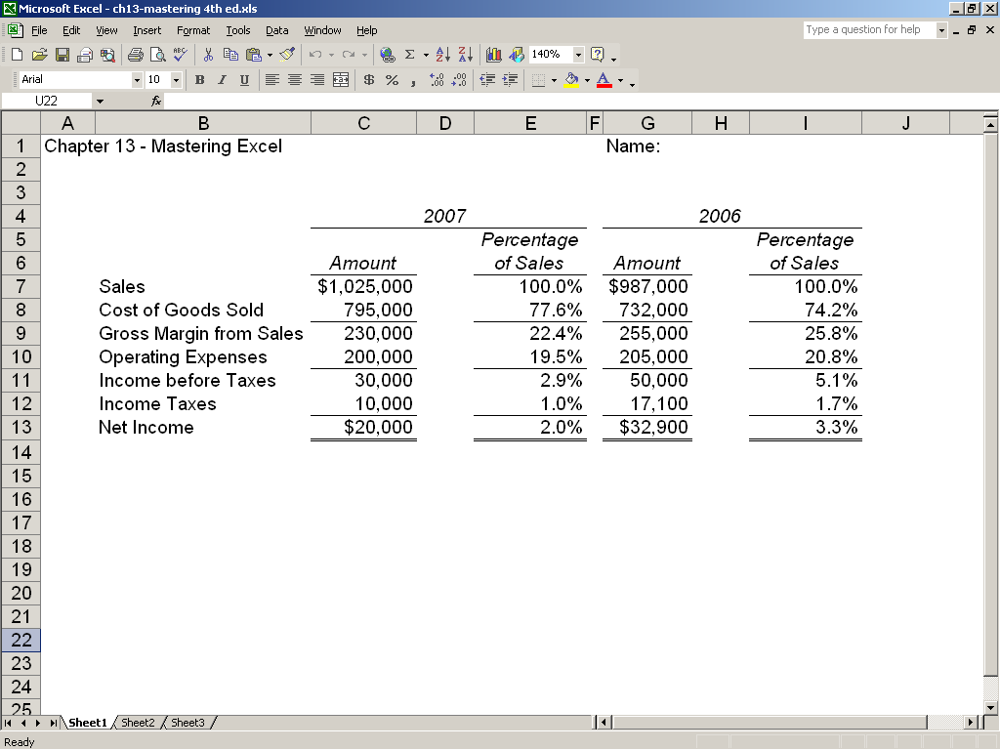 Microsoft Excel - ch13-mastering 4th ed.xls
File Edit View Insert Format Tools Data Window Help
Type a question for help
140%
Arial 10 B I U $ % ,
U22 fx
A B C D E F G H I J
1 Chapter 13 - Mastering Excel Name:
2
3
4 2007 2006
5 Percentage Percentage
6 Amount of Sales Amount of Sales
7 Sales $1,025,000 100.0% $987,000 100.0%
8 Cost of Goods Sold 795,000 77.6% 732,000 74.2%
9 Gross Margin from Sales 230,000 22.4% 255,000 25.8%
10 Operating Expenses 200,000 19.5% 205,000 20.8%
11 Income before Taxes 30,000 2.9% 50,000 5.1%
12 Income Taxes 10,000 1.0% 17,100 1.7%
13 Net Income $20,000 2.0% $32,900 3.3%
14
15
16
17
18
19
20
21
22
23
24
25
Sheet1 Sheet2 Sheet3
Ready